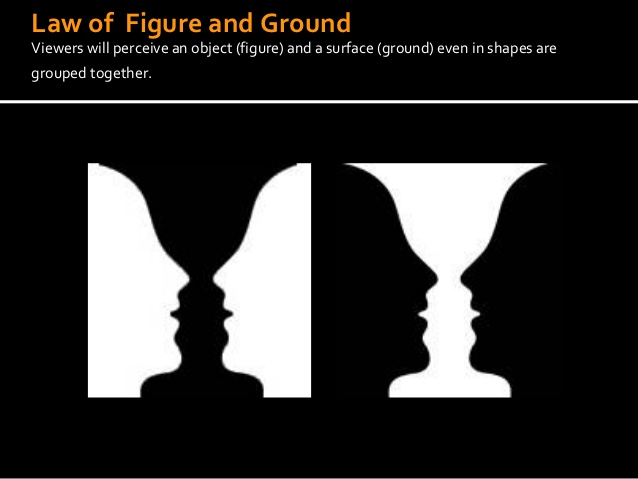 Law of Figure and Ground
Viewers will perceive an object (figure) and a surface (ground) even in shapes are
grouped together.